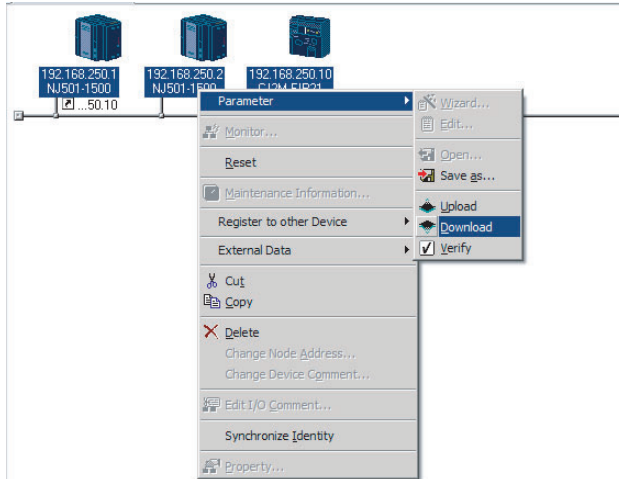 192.168.250.1
NJ501-1500
...50.10
192.168.250.2
NJ501-1500
192.168.250.10
CJ2M-EIP21
Parameter
Monitor...
Reset
Maintenance Information...
Register to other Device
External Data
Cut
Copy
Delete
Change Node Address...
Change Device Comment...
Edit I/O Comment...
Synchronize Identity
Property...
Wizard...
Edit...
Open...
Save as...
Upload
Download
Verify